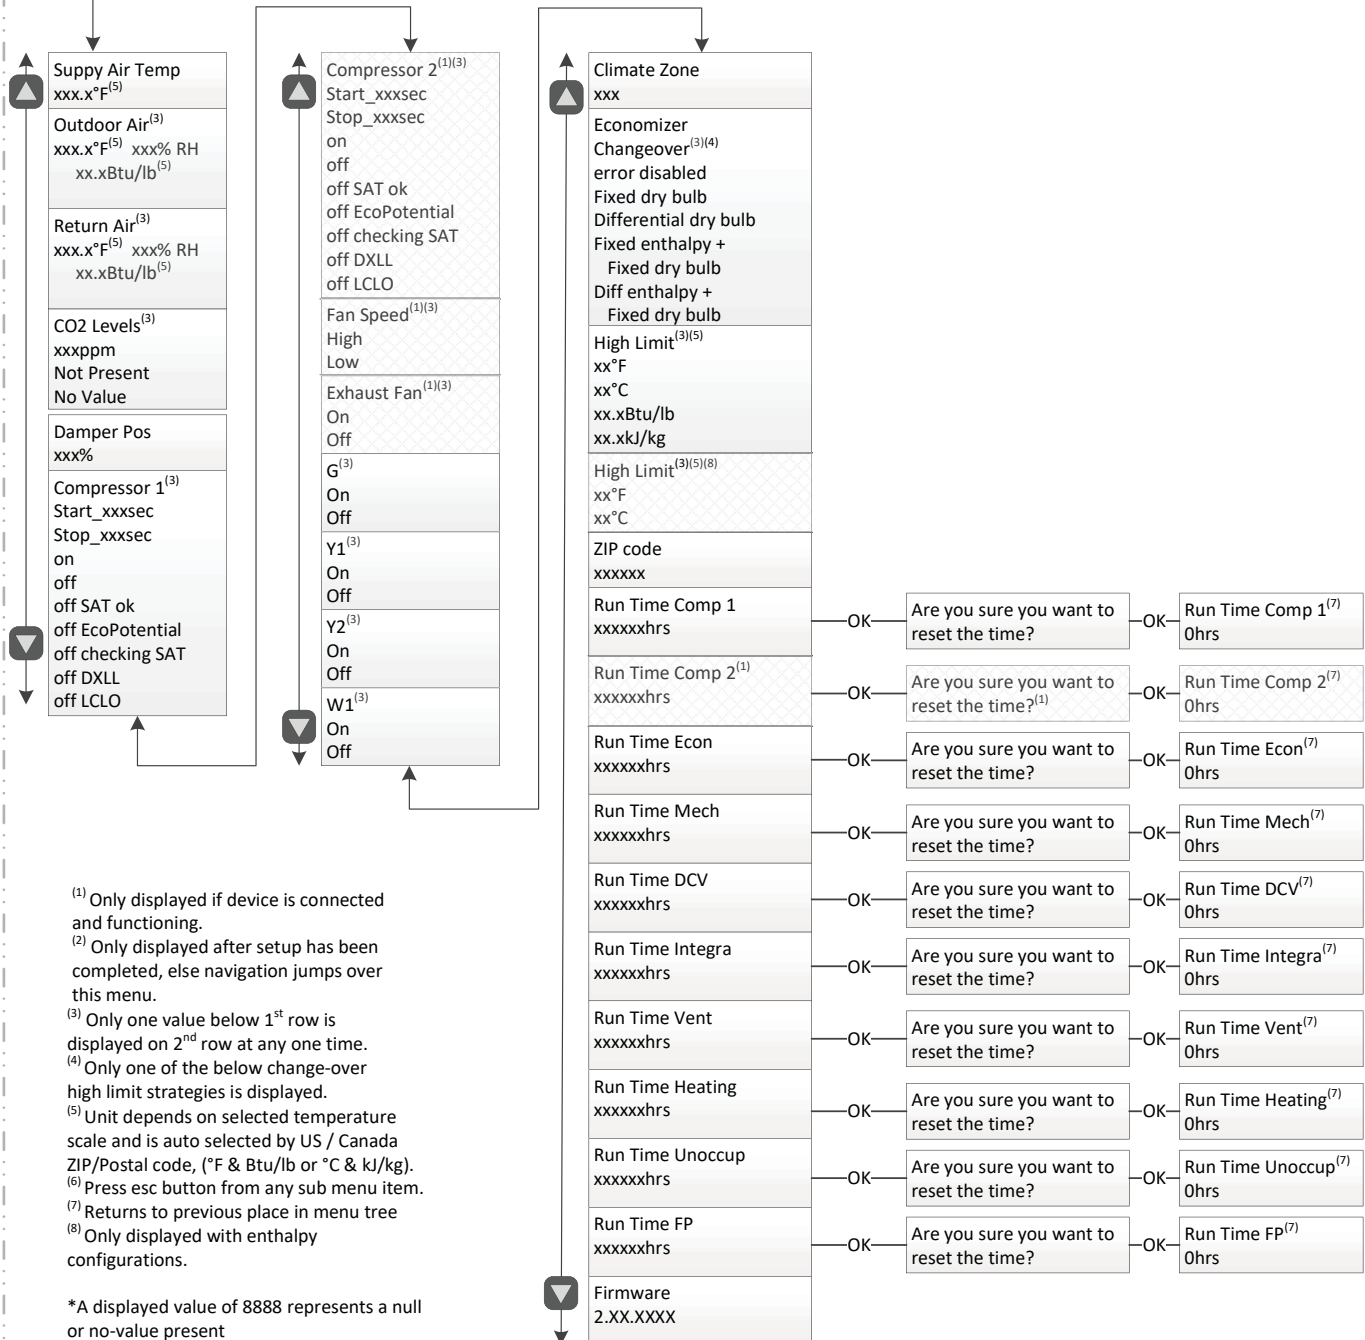 Suppy Air Temp
xxx.x°F(5)
Outdoor Air(3)
xxx.x°F(5) xxx% RH
xx.xBtu/lb(5)
Return Air(3)
xxx.x°F(5) xxx% RH
xx.xBtu/lb(5)
CO2 Levels(3)
xxxppm
Not Present
No Value
Damper Pos
xxx%
Compressor 1(3)
Start_xxxsec
Stop_xxxsec
on
off
off SAT ok
off EcoPotential
off checking SAT
off DXLL
off LCLO
Compressor 2(1)(3)
Start_xxxsec
Stop_xxxsec
on
off
off SAT ok
off EcoPotential
off checking SAT
off DXLL
off LCLO
Fan Speed(1)(3)
High
Low
Exhaust Fan(1)(3)
On
Off
G(3)
On
Off
Y1(3)
On
Off
Y2(3)
On
Off
W1(3)
On
Off
Climate Zone
xxx
Economizer
Changeover(3)(4)
error disabled
Fixed dry bulb
Differential dry bulb
Fixed enthalpy +
Fixed dry bulb
Diff enthalpy +
Fixed dry bulb
High Limit(3)(5)
xx°F
xx°C
xx.xBtu/lb
xx.xkJ/kg
High Limit(3)(5)(8)
xx°F
xx°C
ZIP code
xxxxxx
Run Time Comp 1
xxxxxxhrs
OK
Are you sure you want to
reset the time?
OK
Run Time Comp 1(7)
0hrs
Run Time Comp 2(1)
xxxxxxhrs
OK
Are you sure you want to
reset the time?(1)
OK
Run Time Comp 2(7)
0hrs
Run Time Econ
xxxxxxhrs
OK
Are you sure you want to
reset the time?
OK
Run Time Econ(7)
0hrs
Run Time Mech
xxxxxxhrs
OK
Are you sure you want to
reset the time?
OK
Run Time Mech(7)
0hrs
Run Time DCV
xxxxxxhrs
OK
Are you sure you want to
reset the time?
OK
Run Time DCV(7)
0hrs
Run Time Integra
xxxxxxhrs
OK
Are you sure you want to
reset the time?
OK
Run Time Integra(7)
0hrs
Run Time Vent
xxxxxxhrs
OK
Are you sure you want to
reset the time?
OK
Run Time Vent(7)
0hrs
Run Time Heating
xxxxxxhrs
OK
Are you sure you want to
reset the time?
OK
Run Time Heating(7)
0hrs
Run Time Unoccup
xxxxxxhrs
OK
Are you sure you want to
reset the time?
OK
Run Time Unoccup(7)
0hrs
Run Time FP
xxxxxxhrs
OK
Are you sure you want to
reset the time?
OK
Run Time FP(7)
0hrs
Firmware
2.XX.XXXX
(1) Only displayed if device is connected
and functioning.
(2) Only displayed after setup has been
completed, else navigation jumps over
this menu.
(3) Only one value below 1st row is
displayed on 2nd row at any one time.
(4) Only one of the below change-over
high limit strategies is displayed.
(5) Unit depends on selected temperature
scale and is auto selected by US / Canada
ZIP/Postal code, (°F & Btu/lb or °C & kJ/kg).
(6) Press esc button from any sub menu item.
(7) Returns to previous place in menu tree
(8) Only displayed with enthalpy
configurations.
*A displayed value of 8888 represents a null
or no-value present